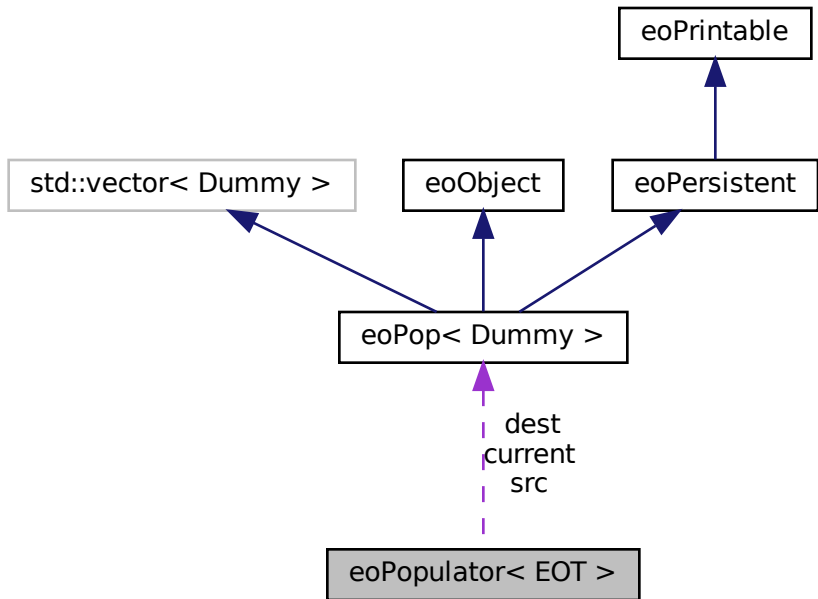 eoPrintable
std::vector< Dummy >
eoObject
eoPersistent
eoPop< Dummy >
dest
current
src
eoPopulator< EOT >